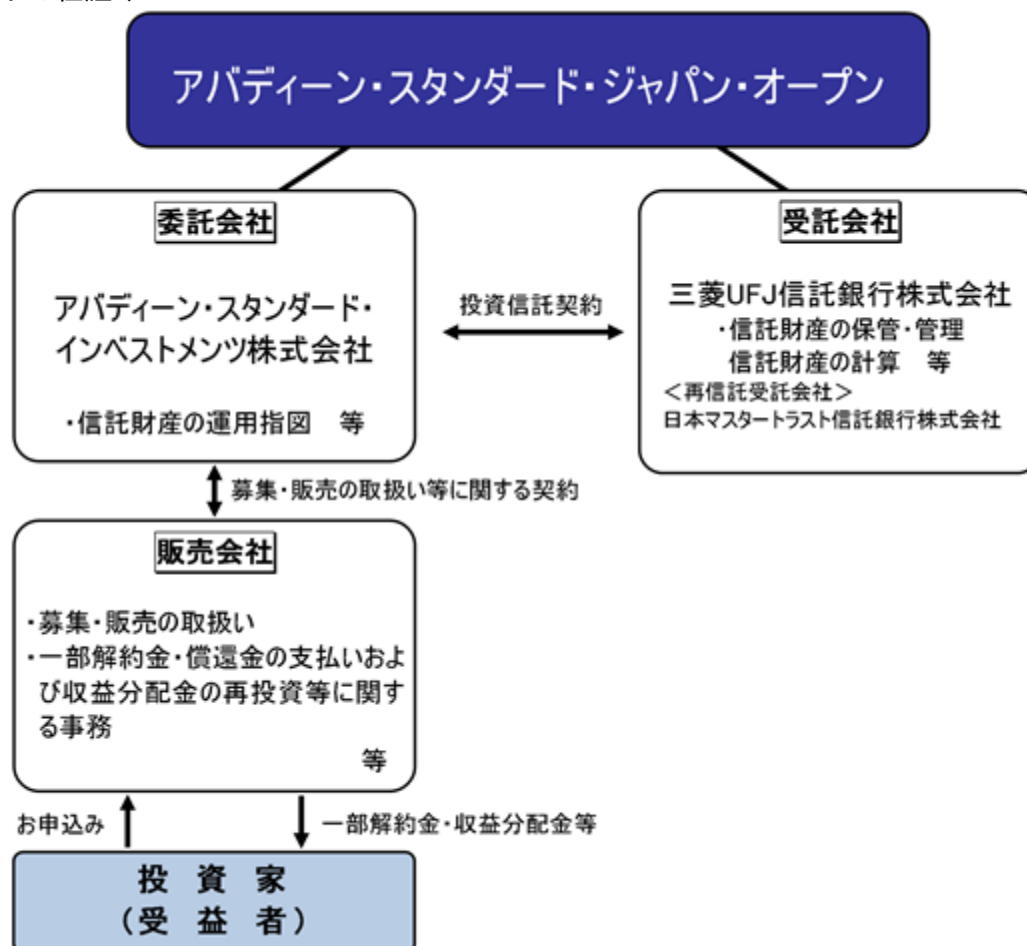 アバディーン・スタンダード・ジャパン・オープン
委託会社
アバディーン・スタンダード・
インベストメンツ株式会社
・信託財産の運用指図　等
投資信託契約
受託会社
三菱UFJ信託銀行株式会社
・信託財産の保管・管理
信託財産の計算　等
＜再信託受託会社＞
日本マスタートラスト信託銀行株式会社
募集・販売の取扱い等に関する契約
販売会社
・募集・販売の取扱い
・一部解約金・償還金の支払いおよ
び収益分配金の再投資等に関す
る事務
等
お申込み
一部解約金・収益分配金等
投　資　家
（受　益　者）